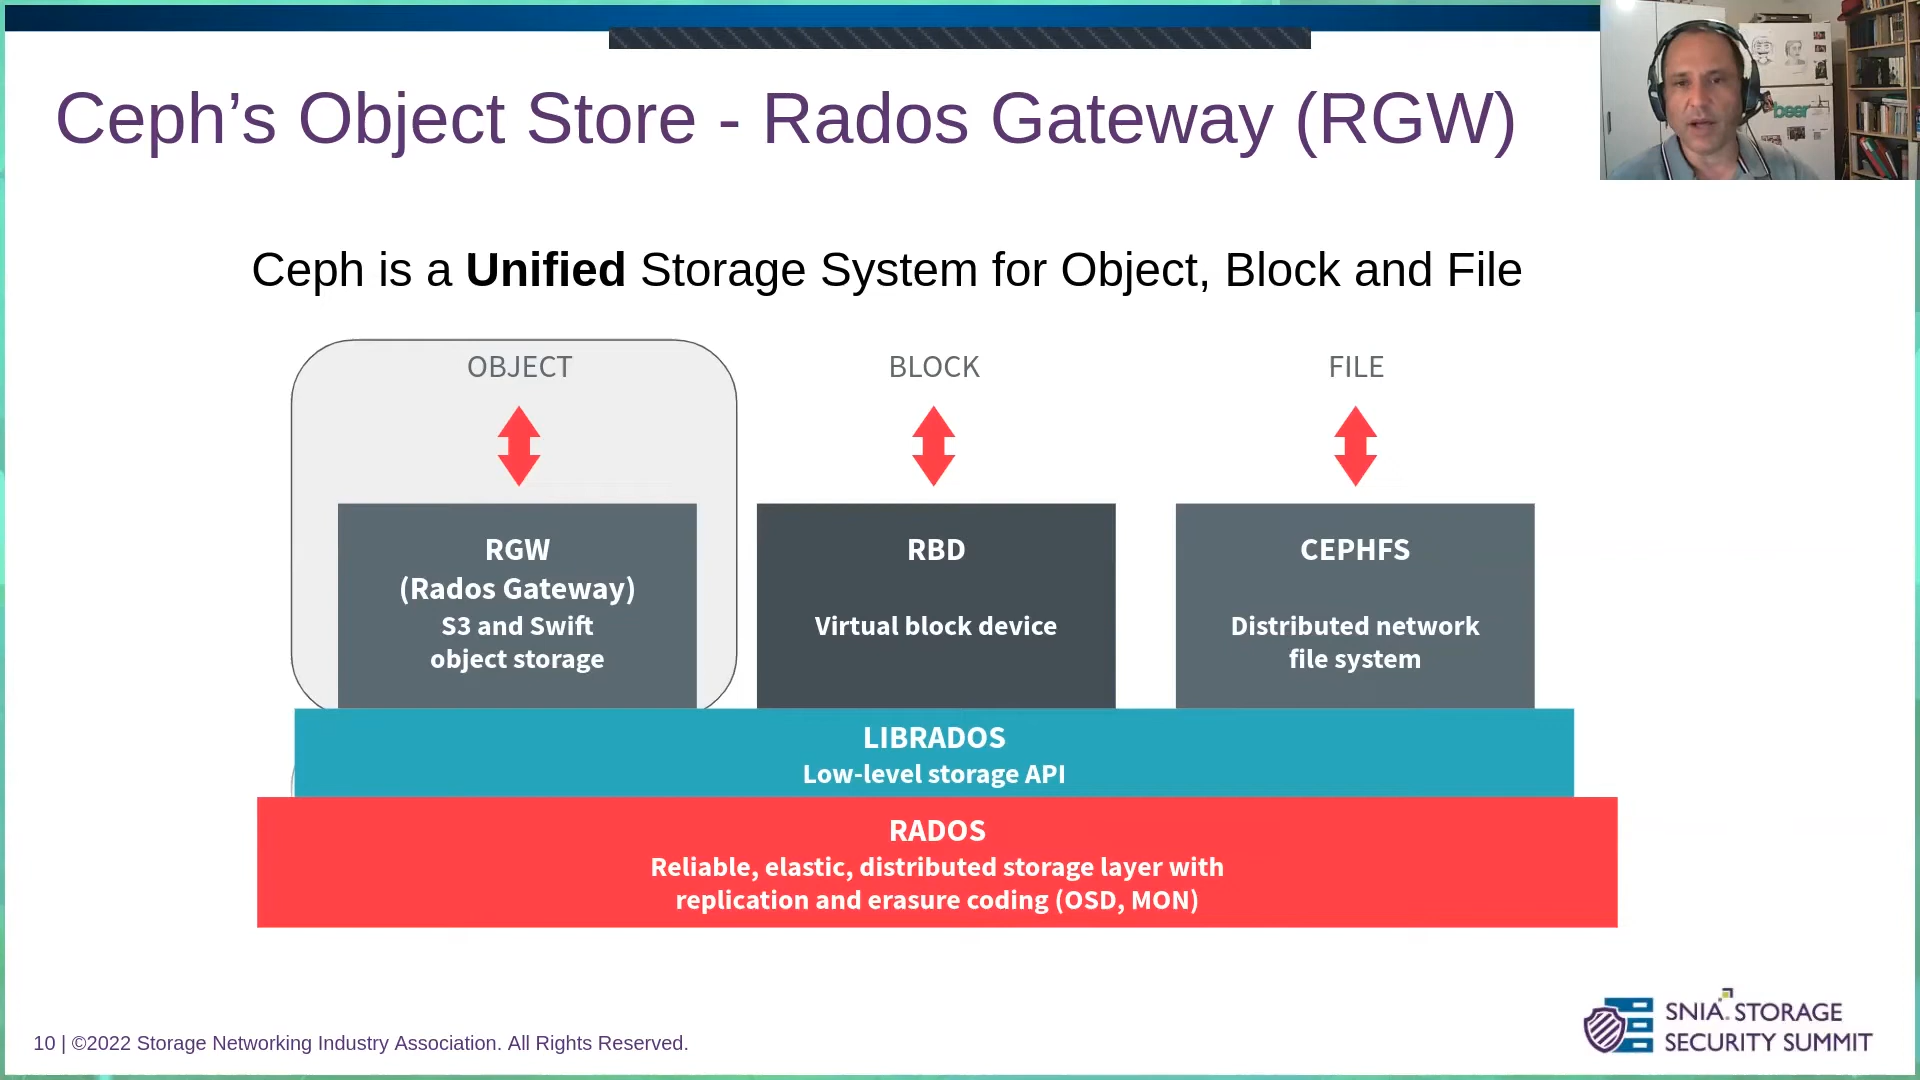 Ceph’s Object Store - Rados Gateway (RGW)
beer
Ceph is a Unified Storage System for Object, Block and File
OBJECT
BLOCK
FILE
RGW
(Rados Gateway)
S3 and Swift
object storage
RBD
Virtual block device
CEPHFS
Distributed network
file system
LIBRADOS
Low-level storage API
RADOS
Reliable, elastic, distributed storage layer with
replication and erasure coding (OSD, MON)
10 | ©2022 Storage Networking Industry Association. All Rights Reserved.
SNIA. STORAGE
SECURITY SUMMIT